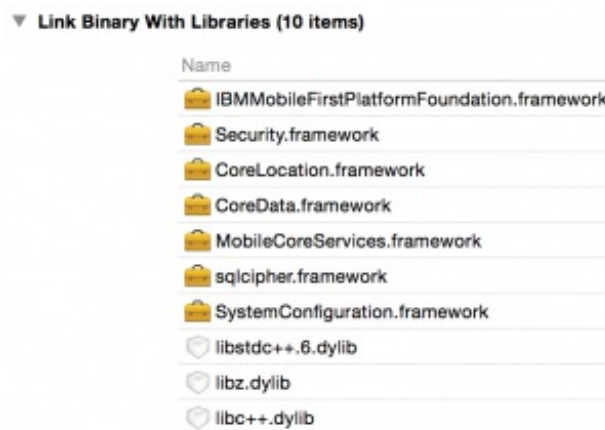 Link Binary With Libraries (10 items)
Name
IBMMobileFirstPlatformFoundation.framework
Security.framework
CoreLocation.framework
CoreData.framework
MobileCoreServices.framework
sqlcipher.framework
SystemConfiguration.framework
libstdc++.6.dylib
libz.dylib
libc++.dylib